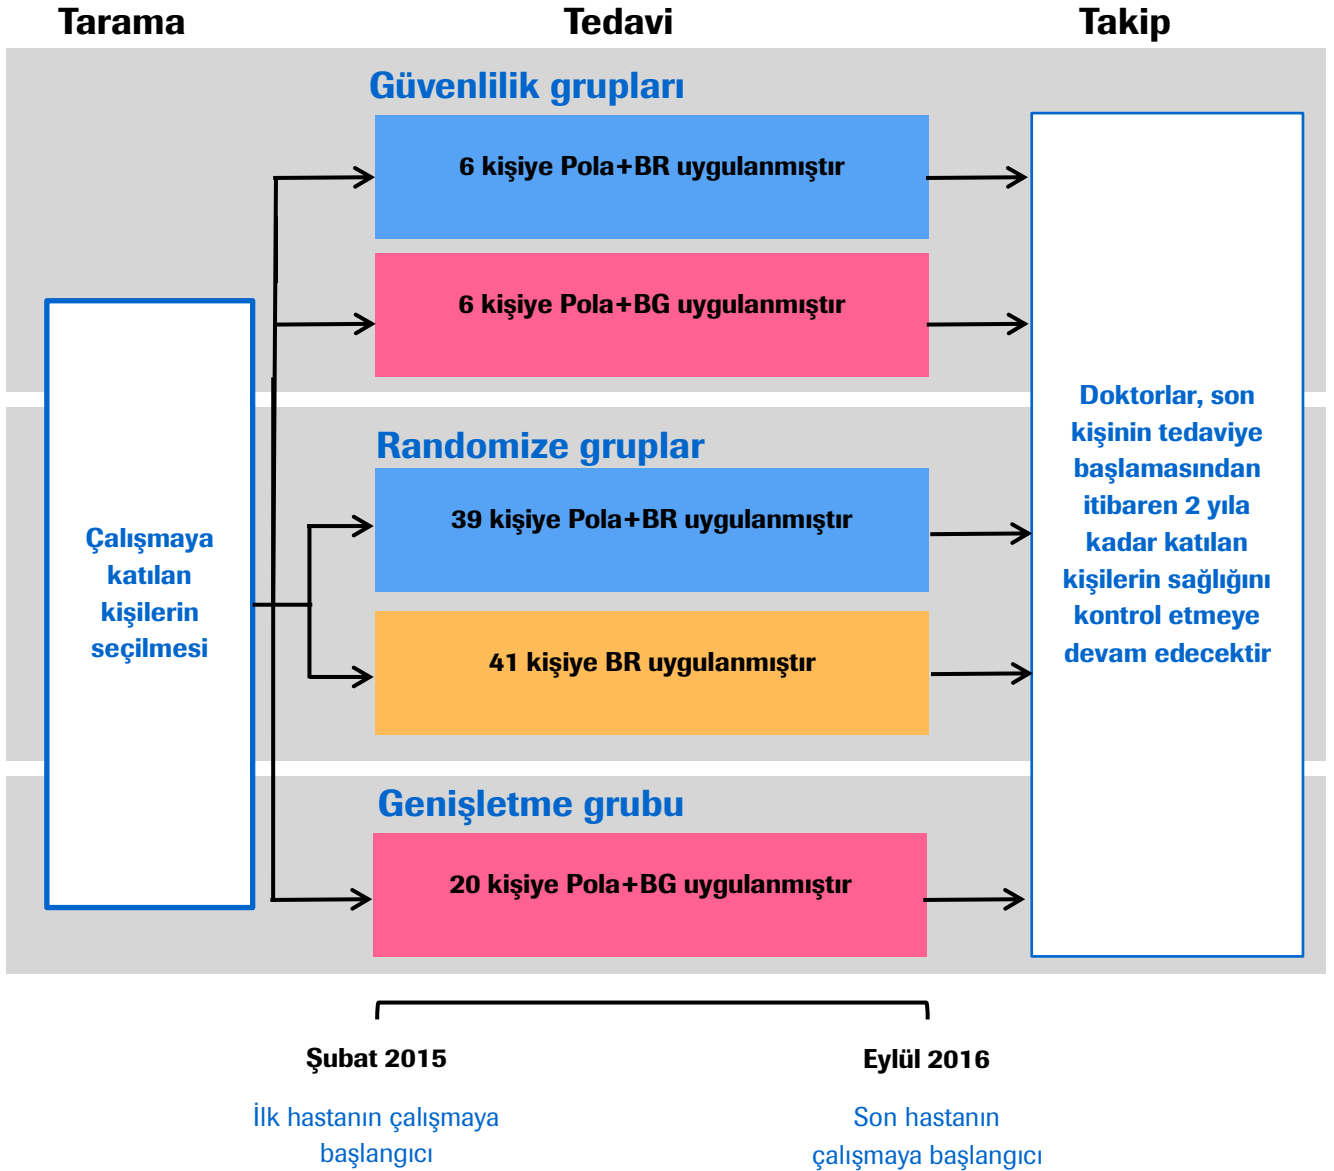 Tarama
Tedavi
Takip
Güvenlilik grupları
6 kişiye Pola+BR uygulanmıştır
6 kişiye Pola+BG uygulanmıştır
Randomize gruplar
39 kişiye Pola+BR uygulanmıştır
41 kişiye BR uygulanmıştır
Genişletme grubu
20 kişiye Pola+BG uygulanmıştır
Çalışmaya
katılan
kişilerin
seçilmesi
Doktorlar, son
kişinin tedaviye
başlamasından
itibaren 2 yıla
kadar katılan
kişilerin sağlığını
kontrol etmeye
devam edecektir
Şubat 2015
İlk hastanın çalışmaya
başlangıcı
Eylül 2016
Son hastanın
çalışmaya başlangıcı